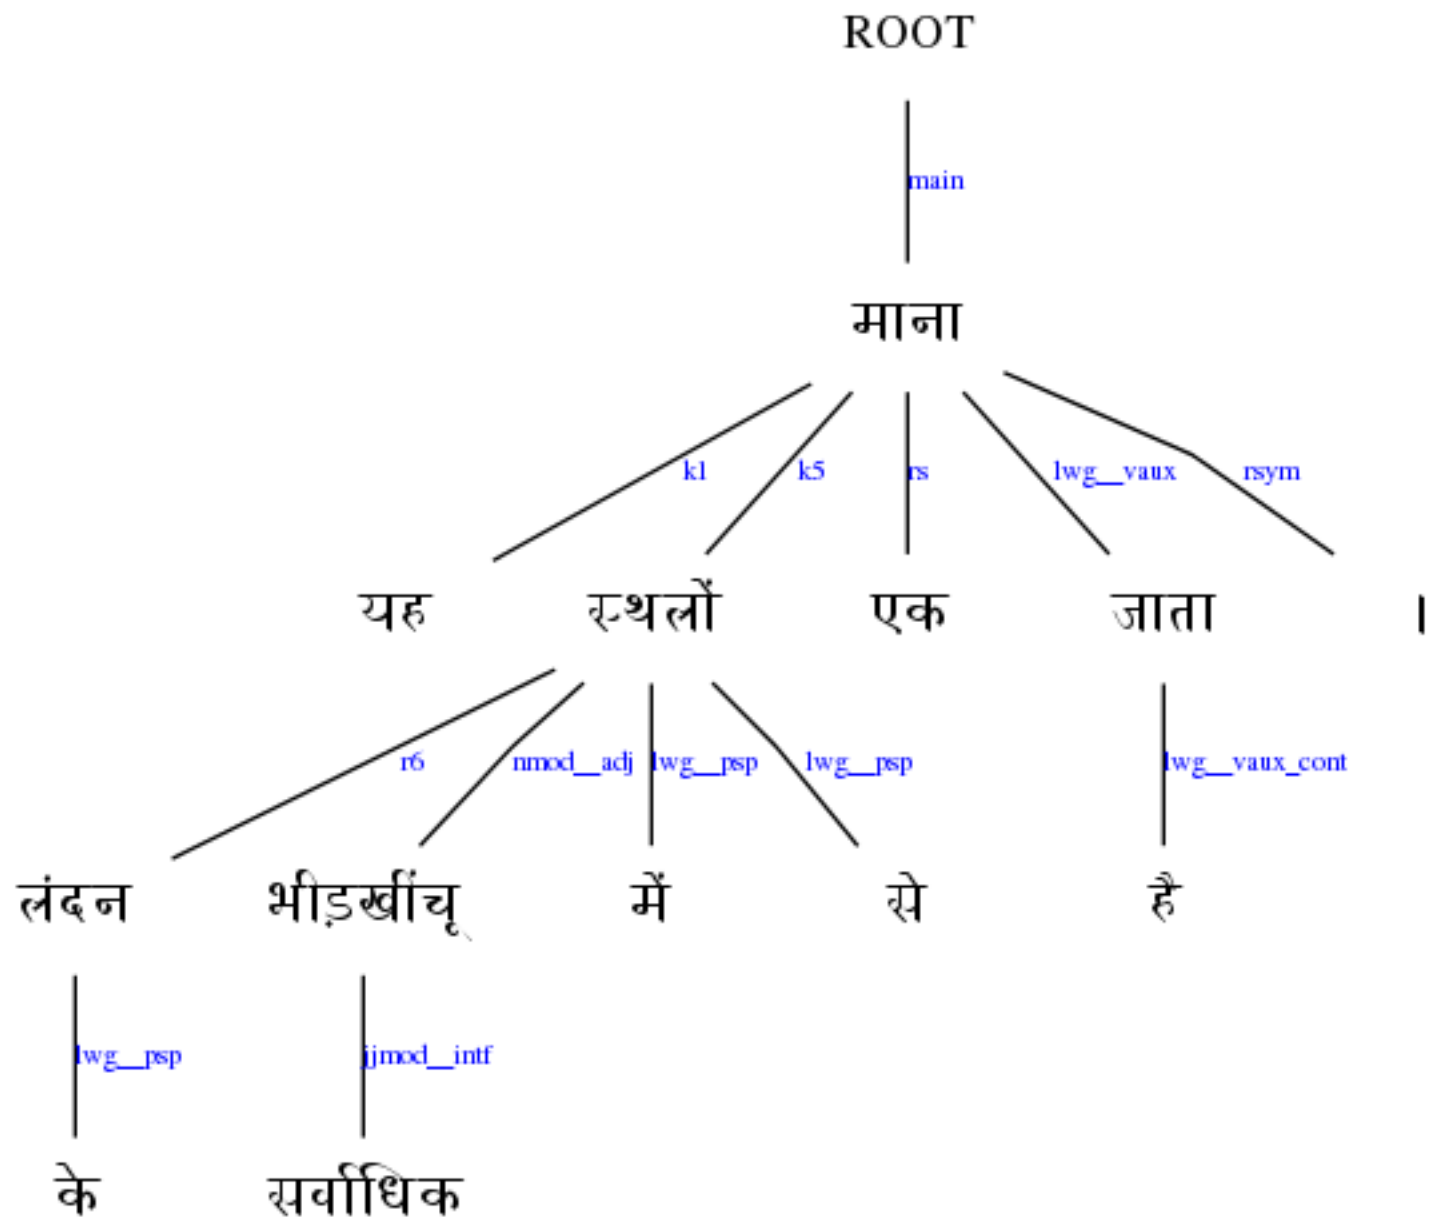 ROOT
main
माना
k1 k5 rs lwg__vaux rsym
यह स्थलों एक जाता ।
r6 nmod__adj lwg__psp lwg__psp lwg__vaux_cont
लंदन भीड़खींचू में से है
lwg__psp jjmod__intf
के सर्वाधिक